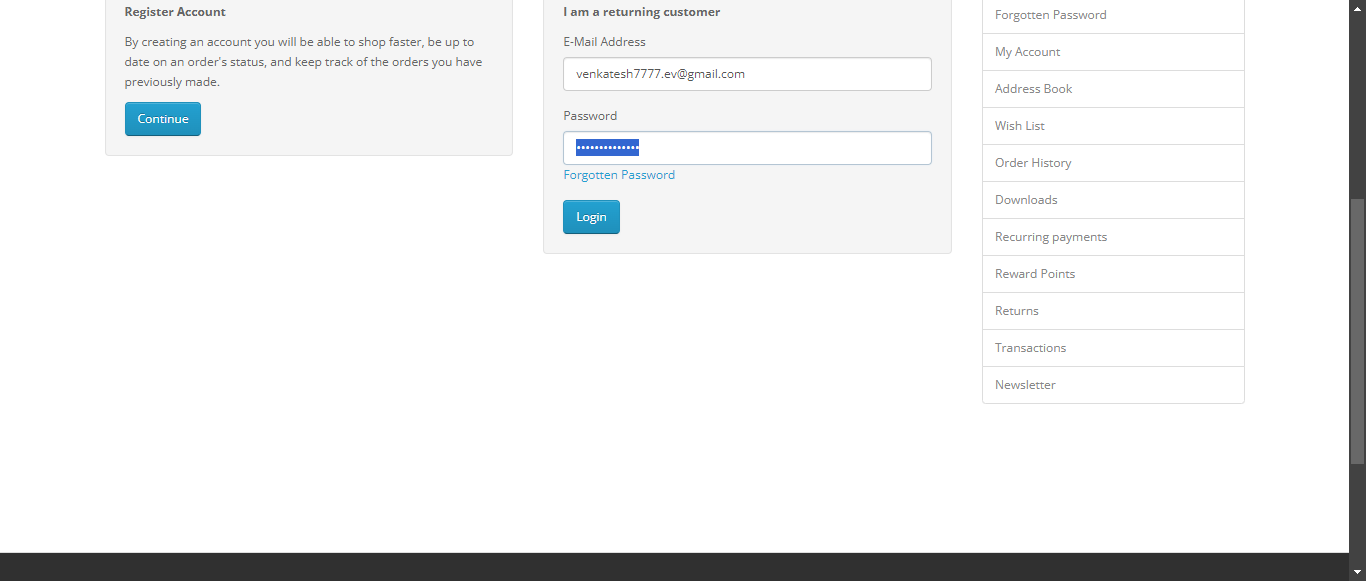 Register Account
By creating an account you will be able to shop faster, be up to
date on an order's status, and keep track of the orders you have
previously made.
Continue
I am a returning customer
E-Mail Address
venkatesh7777.ev@gmail.com
Password
••••••••••••••
Forgotten Password
Login
Forgotten Password
My Account
Address Book
Wish List
Order History
Downloads
Recurring payments
Reward Points
Returns
Transactions
Newsletter